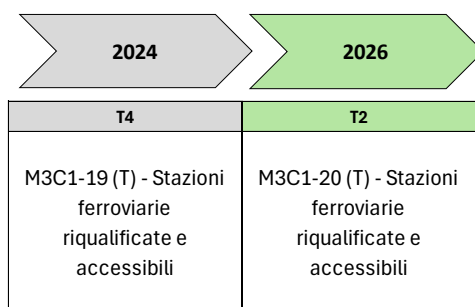 2024
2026
T4
T2
M3C1-19 (T) - Stazioni
ferroviarie
riqualificate e
accessibili
M3C1-20 (T) - Stazioni
ferroviarie
riqualificate e
accessibili